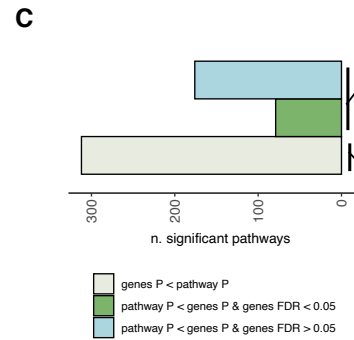 C
300 200 100 0
n. significant pathways
genes P < pathway P
pathway P < genes P & genes FDR < 0.05
pathway P < genes P & genes FDR > 0.05